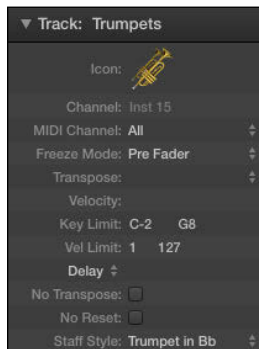 Track: Trumpets
Icon:
Channel: Inst 15
MIDI Channel: All
Freeze Mode: Pre Fader
Transpose:
Velocity:
Key Limit: C-2 G8
Vel Limit: 1 127
Delay
No Transpose:
No Reset:
Staff Style: Trumpet in Bb